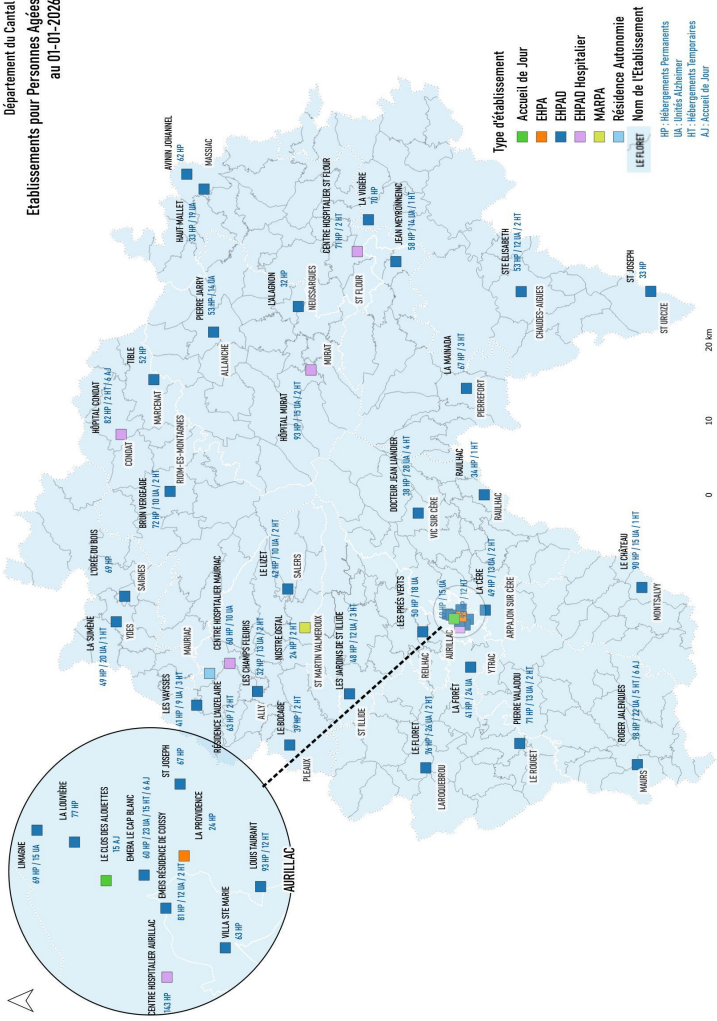 Département du Cantal
Etablissements pour Personnes Agées
au 01-01-2026
LIMAGNE
69 HP / 15 UA
LA LOUVIÈRE
77 HP
LE CLOS DES ALOUETTES
15 AJ
EMERA LE CAP BLANC
60 HP / 23 UA / 15 HT / 6 AJ
EMEIS RÉSIDENCE DE COISSY
81 HP / 12 UA / 2 HT
ST JOSEPH
67 HP
LA PROVIDENCE
24 HP
CENTRE HOSPITALIER AURILLAC
143 HP
VILLA STE MARIE
63 HP
LOUIS TAURANT
93 HP / 12 HT
AURILLAC
LA SUMÈNE
49 HP / 20 UA / 1 HT
YDES
L'ORÉE DU BOIS
69 HP
SAIGNES
HÔPITAL CONDAT
82 HP / 2 HT / 6 AJ
CONDAT
TIBLE
52 HP
MARCENAT
BRUN VERGEADE
72 HP / 10 UA / 2 HT
RIOM-ES-MONTAGNES
PIERRE JARRY
53 HP / 14 UA
ALLANCHE
HAUT MALLET
33 HP / 19 UA
AVININ JOHANNEL
62 HP
MASSIAC
LES VAYSSES
41 HP / 9 UA / 3 HT
MAURIAC
RÉSIDENCE L'AUZELAIRE
63 HP / 2 HT
CENTRE HOSPITALIER MAURIAC
60 HP / 10 UA
LES CHAMPS FLEURIS
32 HP / 13 UA / 2 HT
ALLY
LE BOCAGE
39 HP / 2 HT
PLEAUX
LE LIZET
42 HP / 10 UA / 2 HT
SALERS
NOSTRE OSTAL
24 HP / 2 HT
ST MARTIN VALMEROUX
LES JARDINS DE ST ILLIDE
48 HP / 12 UA / 3 HT
ST ILLIDE
L'ALAGNON
32 HP
NEUSSARGUES
HÔPITAL MURAT
93 HP / 15 UA / 2 HT
MURAT
CENTRE HOSPITALIER ST FLOUR
71 HP / 2 HT
ST FLOUR
LA VIGIÈRE
70 HP
JEAN MEYRONNEINC
58 HP / 14 UA / 1 HT
LES PRÉS VERTS
50 HP / 18 UA
REILHAC
DOCTEUR JEAN LIANDIER
38 HP / 28 UA / 4 HT
VIC SUR CÈRE
LE FLORET
36 HP / 26 UA / 2 HT
LAROQUEBROU
AURILLAC
HP / 15 UA
/ 12 HT
YTRAC
LA FORÊT
41 HP / 24 UA
LA CÈRE
49 HP / 13 UA / 2 HT
ARPAJON SUR CÈRE
RAULHAC
34 HP / 1 HT
RAULHAC
LA MAINADA
67 HP / 3 HT
PIERREFORT
STE ELISABETH
53 HP / 12 UA / 2 HT
CHAUDES-AIGUES
PIERRE VALADOU
71 HP / 13 UA / 2 HT
LE ROUGET
ROGER JALENQUES
98 HP / 22 UA / 5 HT / 6 AJ
MAURS
LE CHÂTEAU
90 HP / 15 UA / 1 HT
MONTSALVY
ST JOSEPH
33 HP
ST URCIZE
Type d'établissement
Accueil de Jour
EHPA
EHPAD
EHPAD Hospitalier
MARPA
Résidence Autonomie
LE FLORET
Nom de l'Etablissement
HP : Hébergements Permanents
UA : Unités Alzheimer
HT : Hébergements Temporaires
AJ : Accueil de Jour
0
10
20 km